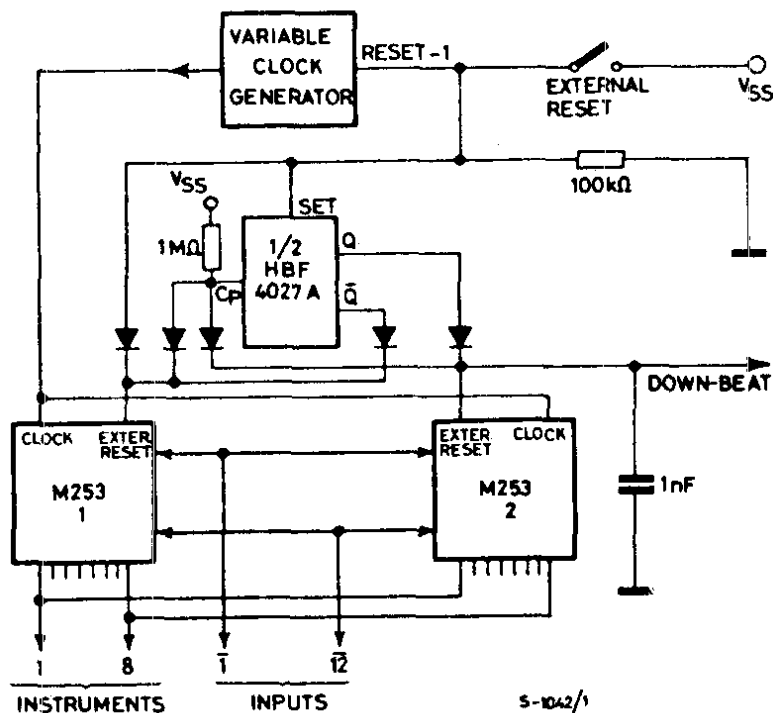 VARIABLE
CLOCK
GENERATOR
RESET-1
EXTERNAL
RESET
VSS
100kΩ
VSS
1MΩ
SET
1/2
HBF
4027A
CP
Q
Q̄
DOWN-BEAT
CLOCK
EXTER
RESET
M253
1
EXTER
RESET
CLOCK
M253
2
1nF
1
8
1̄
1̄2̄
INSTRUMENTS
INPUTS
S-1042/1